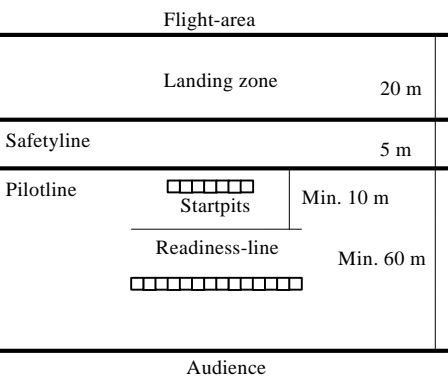 Flight-area
Landing zone
20 m
Safetyline
5 m
Pilotline
Startpits
Min. 10 m
Readiness-line
Min. 60 m
Audience